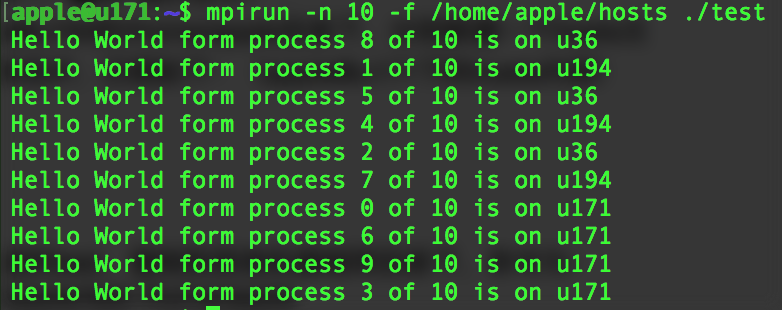 [apple@u171:~$ mpirun -n 10 -f /home/apple/hosts ./test
Hello World form process 8 of 10 is on u36
Hello World form process 1 of 10 is on u194
Hello World form process 5 of 10 is on u36
Hello World form process 4 of 10 is on u194
Hello World form process 2 of 10 is on u36
Hello World form process 7 of 10 is on u194
Hello World form process 0 of 10 is on u171
Hello World form process 6 of 10 is on u171
Hello World form process 9 of 10 is on u171
Hello World form process 3 of 10 is on u171